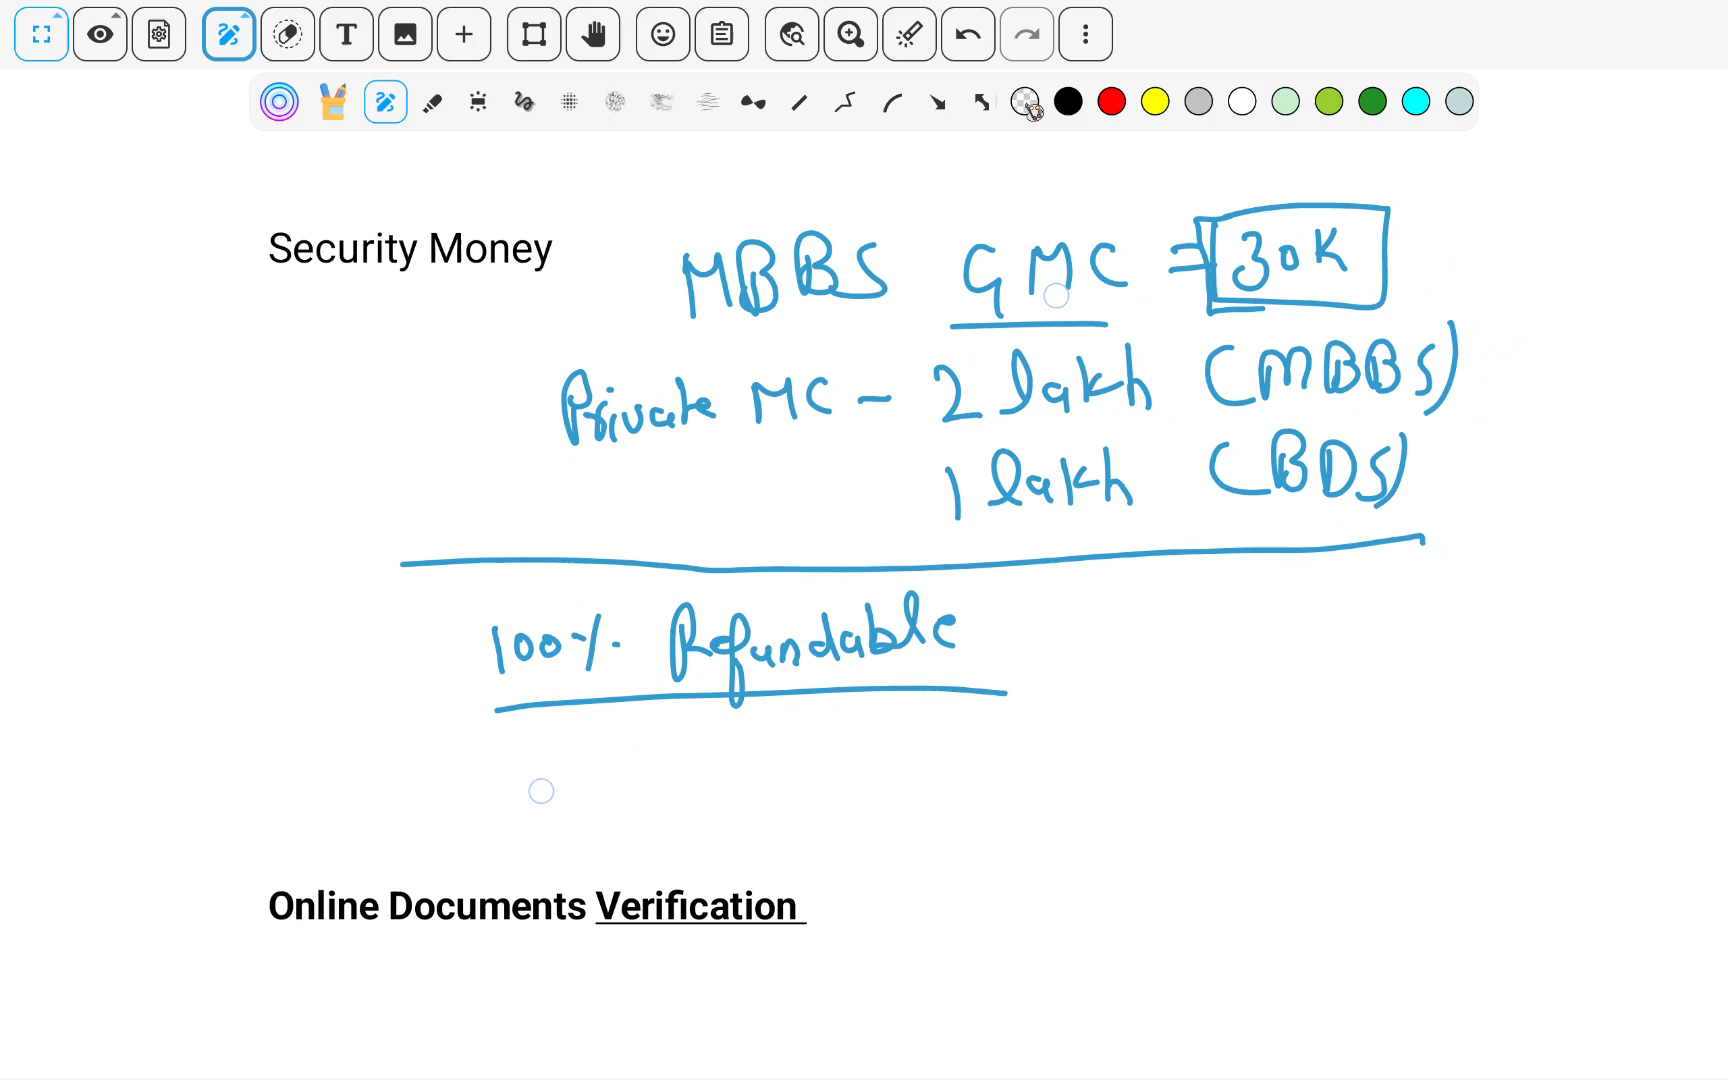 Security Money
MBBS GMC = 30K
Private MC - 2 lakh (MBBS)
1 lakh (BDS)
100% Refundable
Online Documents Verification